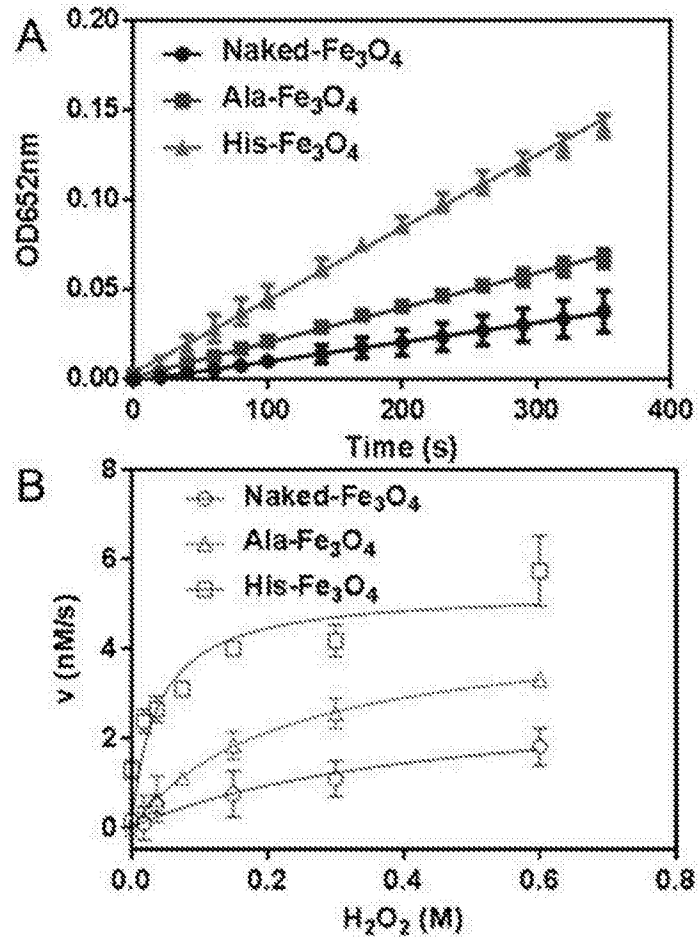 A
0.20
0.15
0.10
0.05
0.00
OD652nm
Naked-Fe₃O₄
Ala-Fe₃O₄
His-Fe₃O₄
0 100 200 300 400
Time (s)
B
8
6
4
2
0
v (nM/s)
Naked-Fe₃O₄
Ala-Fe₃O₄
His-Fe₃O₄
0.0 0.2 0.4 0.6 0.8
H₂O₂ (M)